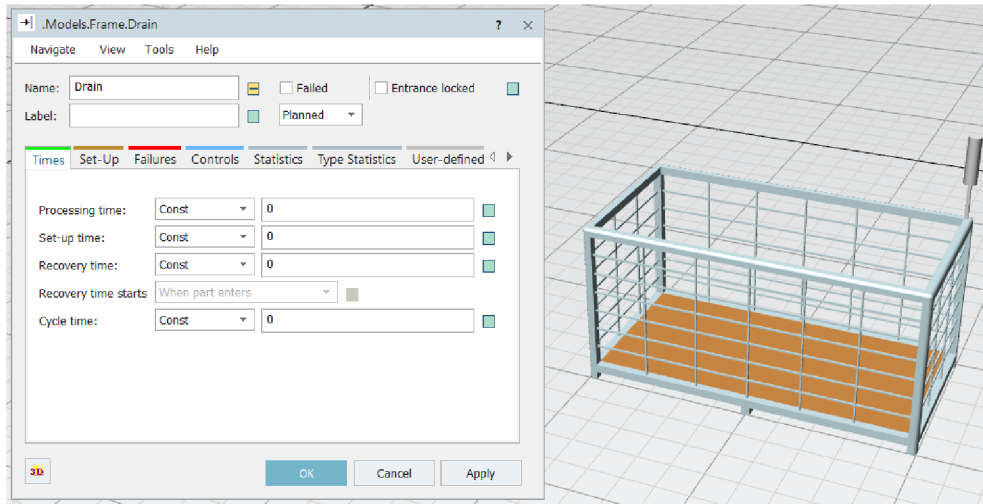 .Models.Frame.Drain ?
Navigate View Tools Help
Name: Drain Failed Entrance locked
Label: Planned
Times Set-Up Failures Controls Statistics Type Statistics User-defined
Processing time: Const 0
Set-up time: Const 0
Recovery time: Const 0
Recovery time starts When part enters
Cycle time: Const 0
3D OK Cancel Apply